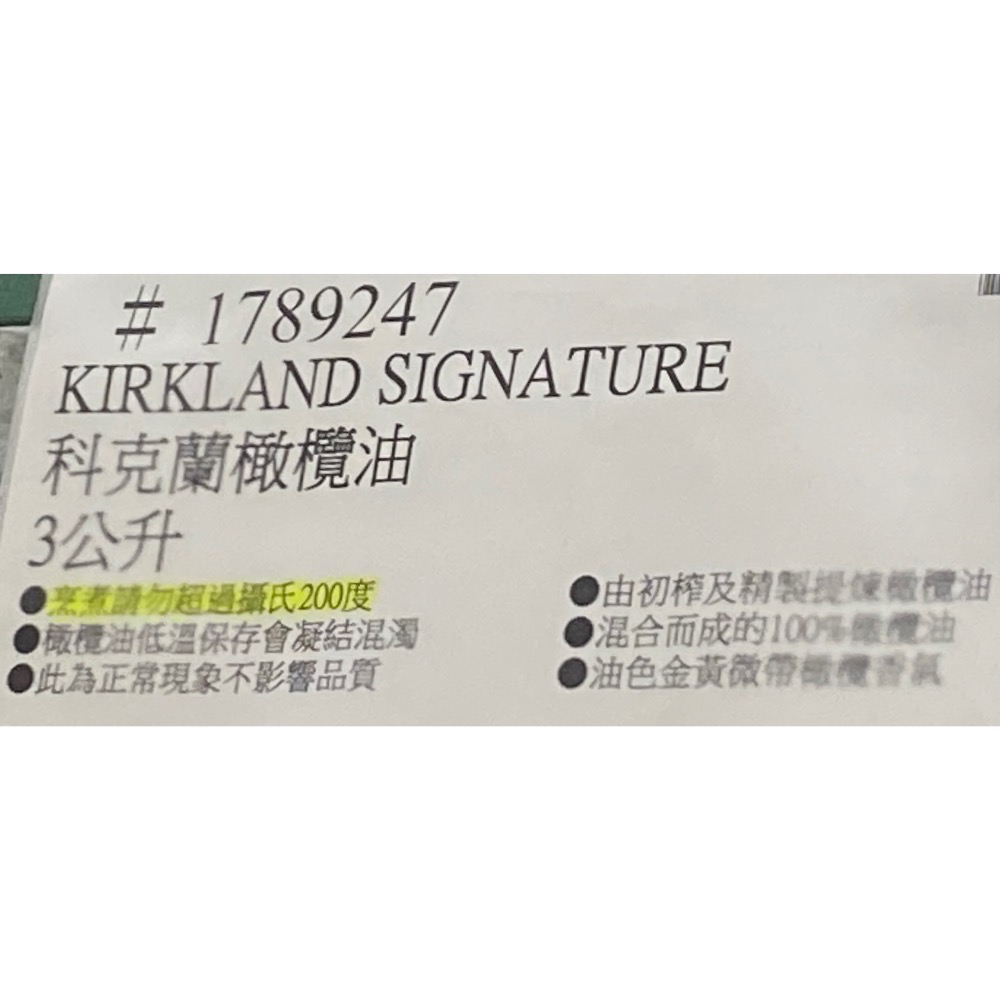 # 1789247
KIRKLAND SIGNATURE
科克蘭橄欖油
3公升
●烹煮請勿超過攝氏200度
●橄欖油低溫保存會凝結混濁
●此為正常現象不影響品質
●由初榨及精製提煉橄欖油
●混合而成的100%橄欖油
●油色金黃微帶橄欖香氣